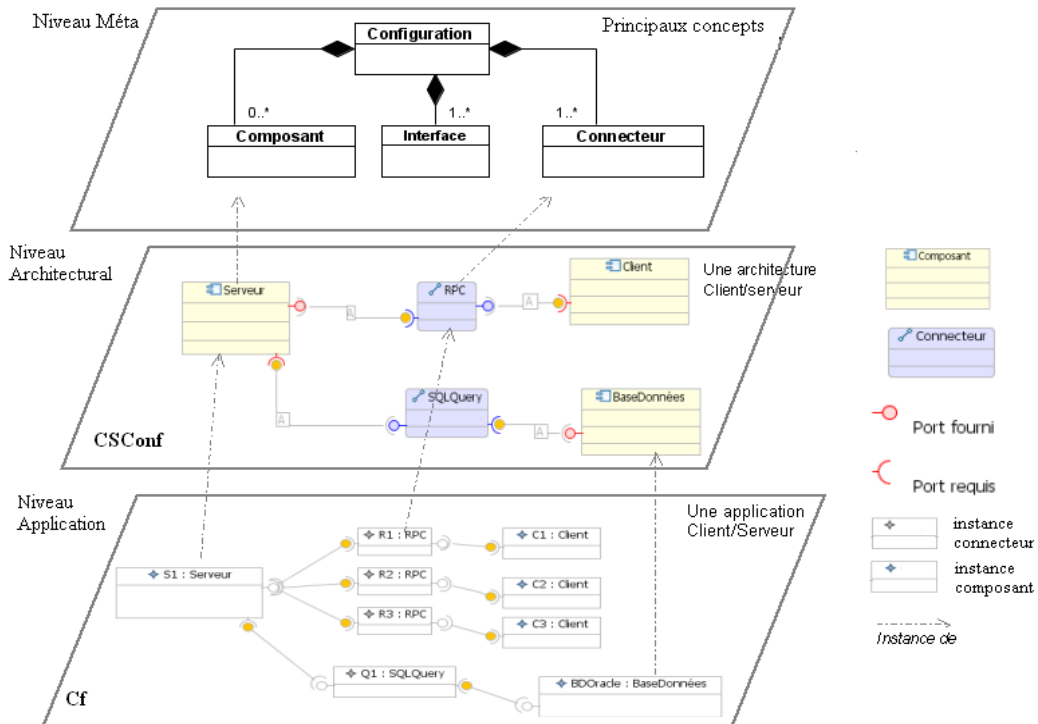 Niveau Méta
Principaux concepts
Configuration
0..*
1..*
1..*
Composant
Interface
Connecteur
Niveau
Architectural
Une architecture
Client/serveur
Serveur
RPC
Client
A
A
SQLQuery
BaseDonnées
A
A
CSConf
Composant
Connecteur
Port fourni
Port requis
instance
connecteur
instance
composant
Instance de
Niveau
Application
Une application
Client/Serveur
R1 : RPC
C1 : Client
S1 : Serveur
R2 : RPC
C2 : Client
R3 : RPC
C3 : Client
Q1 : SQLQuery
BDOracle : BaseDonnées
Cf